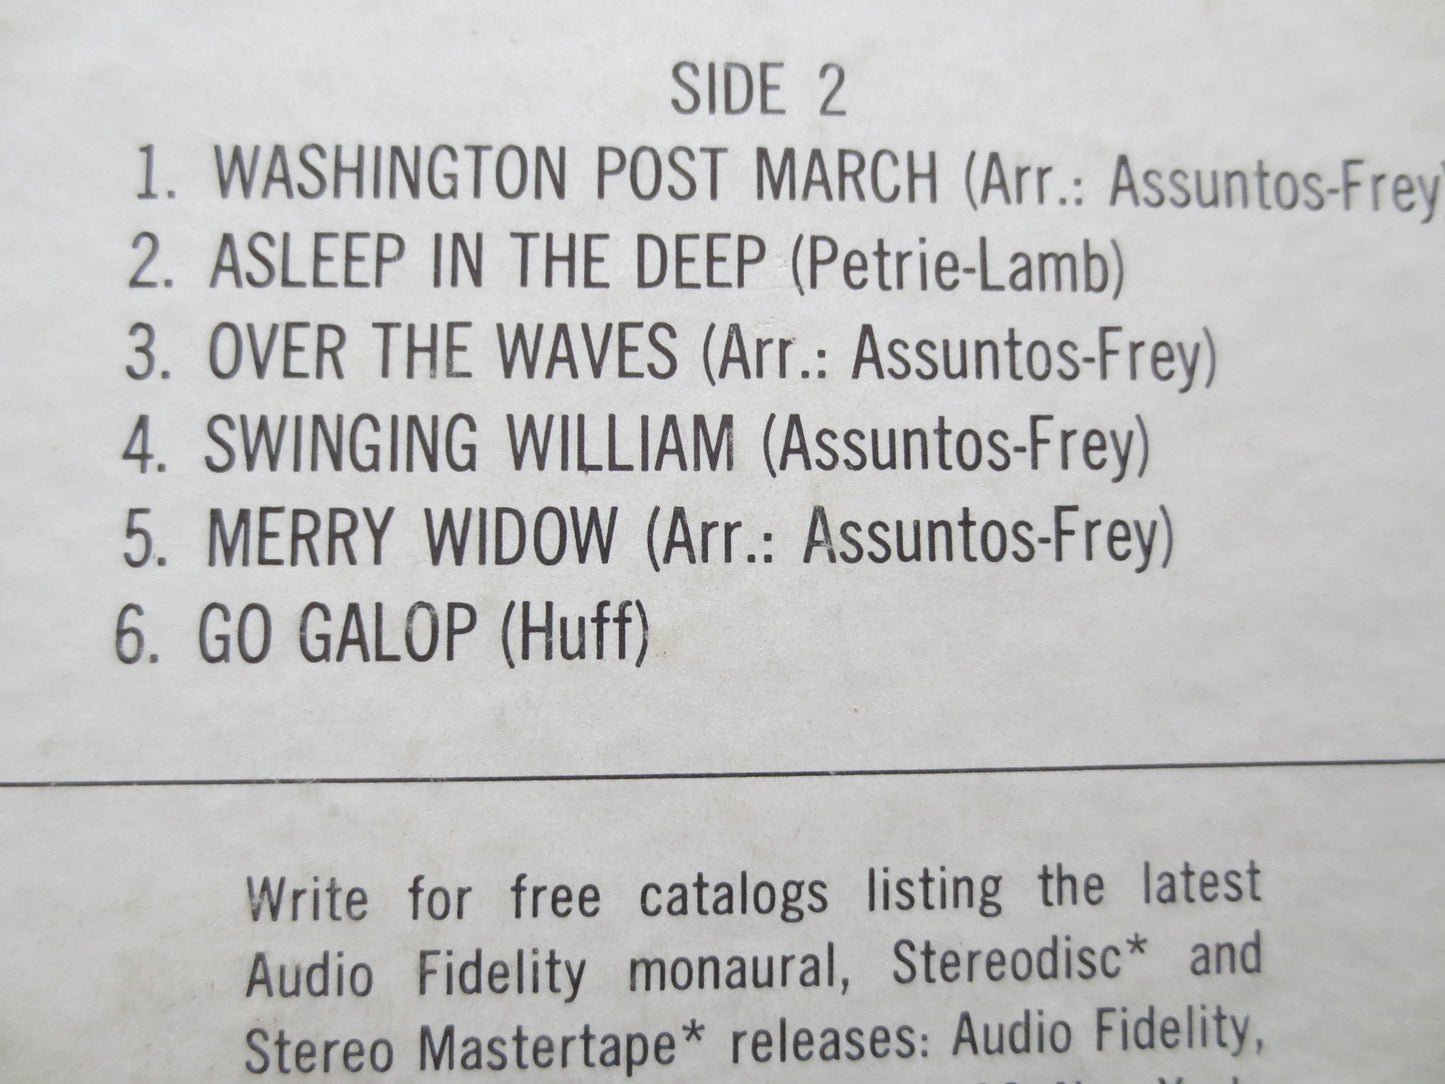 SIDE 2
1. WASHINGTON POST MARCH (Arr.: Assuntos-Frey)
2. ASLEEP IN THE DEEP (Petrie-Lamb)
3. OVER THE WAVES (Arr.: Assuntos-Frey)
4. SWINGING WILLIAM (Assuntos-Frey)
5. MERRY WIDOW (Arr.: Assuntos-Frey)
6. GO GALOP (Huff)
Write for free catalogs listing the latest
Audio Fidelity monaural, Stereodisc* and
Stereo Mastertape* releases: Audio Fidelity,